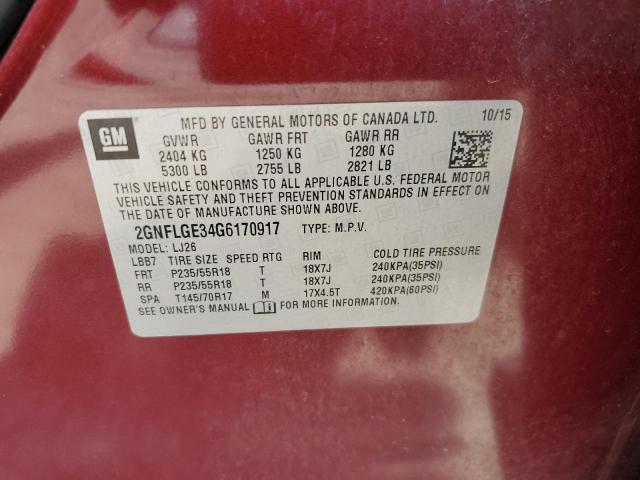 GM
MFD BY GENERAL MOTORS OF CANADA LTD. 10/15
GVWR GAWR FRT GAWR RR
2404 KG 1250 KG 1280 KG
5300 LB 2755 LB 2821 LB
THIS VEHICLE CONFORMS TO ALL APPLICABLE U.S. FEDERAL MOTOR
VEHICLE SAFETY AND THEFT PREVENTION STANDARDS IN EFFECT ON
THE DATE OF MANUFACTURE SHOWN ABOVE.
2GNFLGE34G6170917 TYPE: M.P.V.
MODEL: LJ26
LBB7 TIRE SIZE SPEED RTG RIM COLD TIRE PRESSURE
FRT P235/55R18 T 18X7J 240KPA(35PSI)
RR P235/55R18 T 18X7J 240KPA(35PSI)
SPA T145/70R17 M 17X4.5T 420KPA(60PSI)
SEE OWNER'S MANUAL FOR MORE INFORMATION